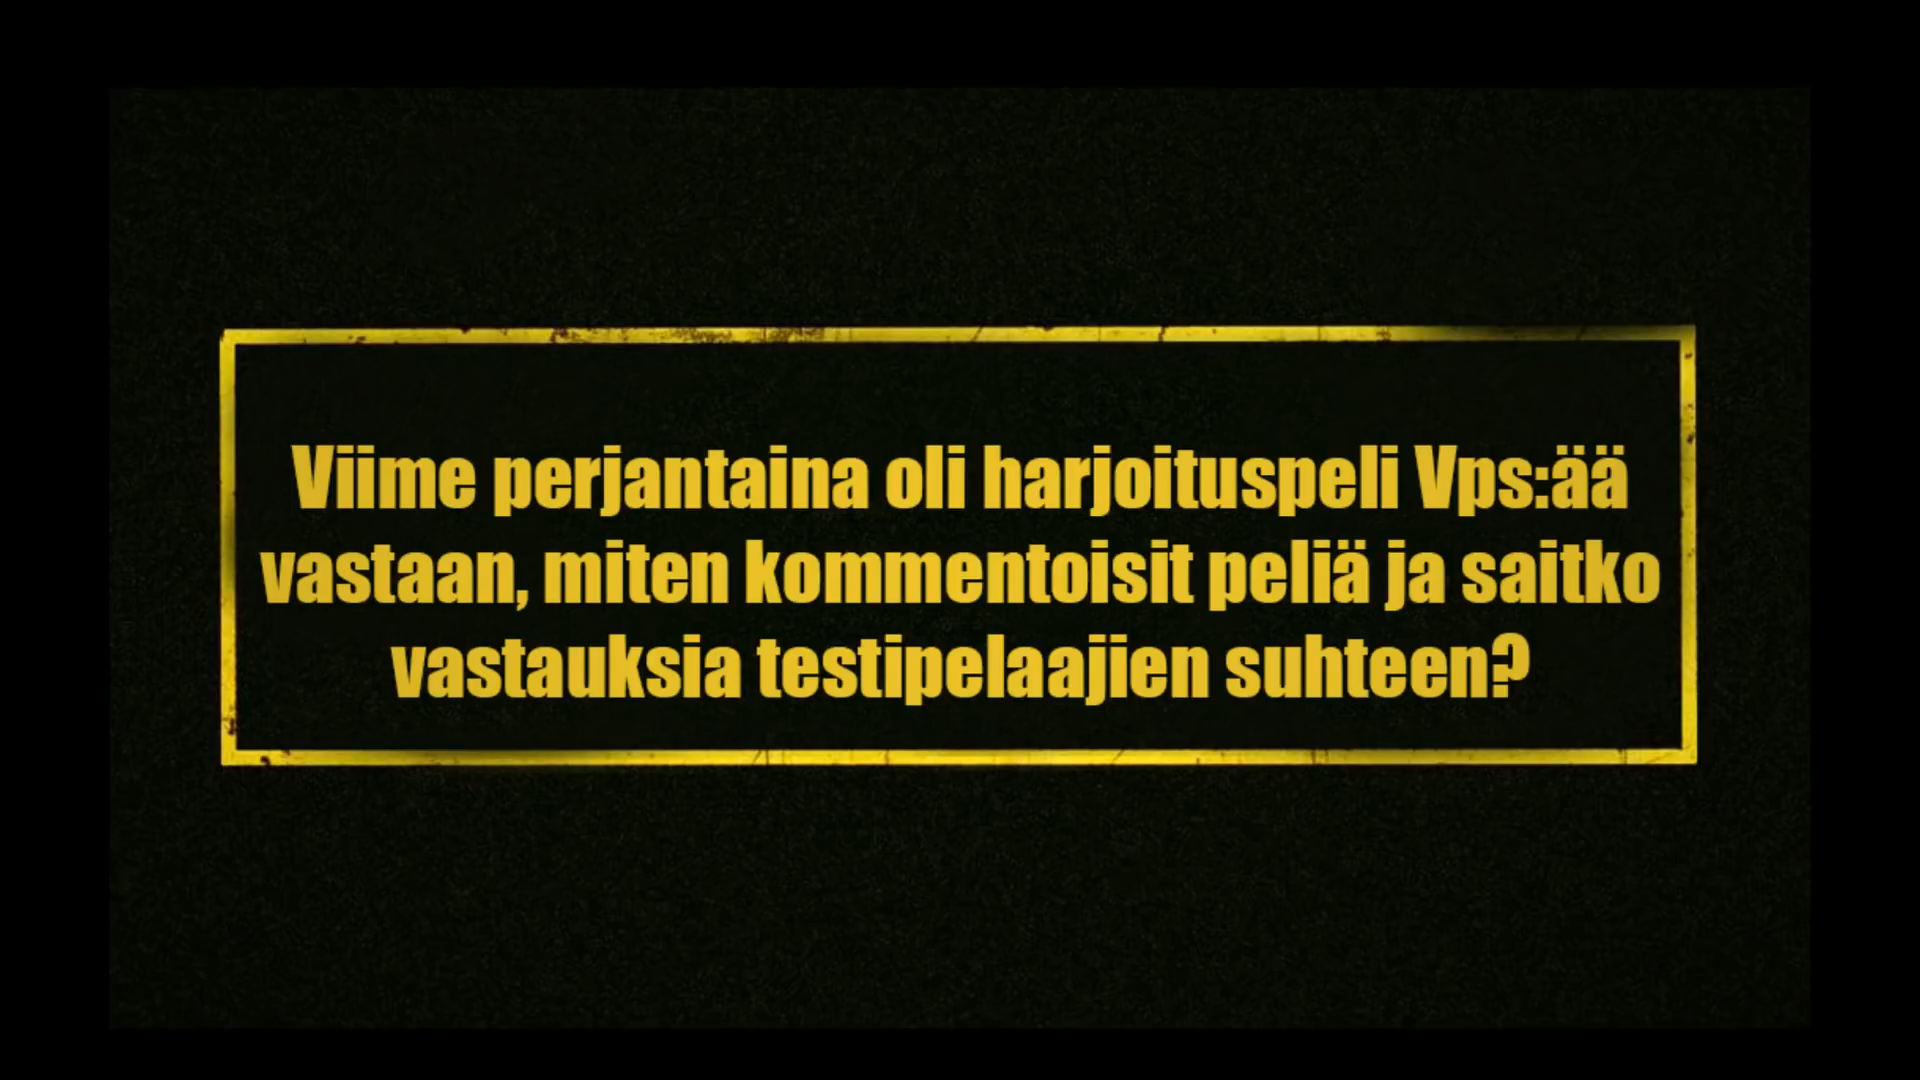 Viime perjantaina oli harjoituspeli Vps:ää
vastaan, miten kommentoisit peliä ja saitko
vastauksia testipelaajien suhteen?